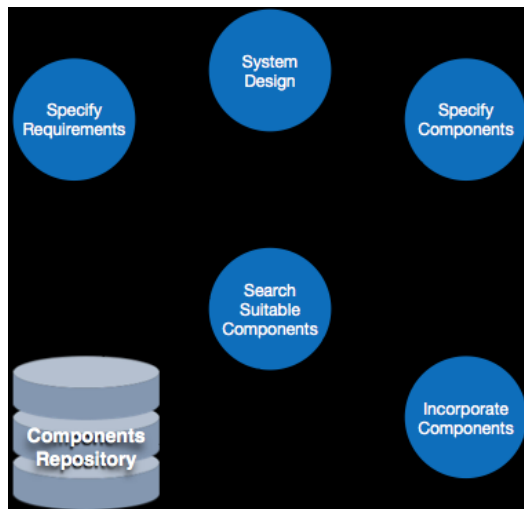 System
Design
Specify
Requirements
Specify
Components
Search
Suitable
Components
Components
Repository
Incorporate
Components